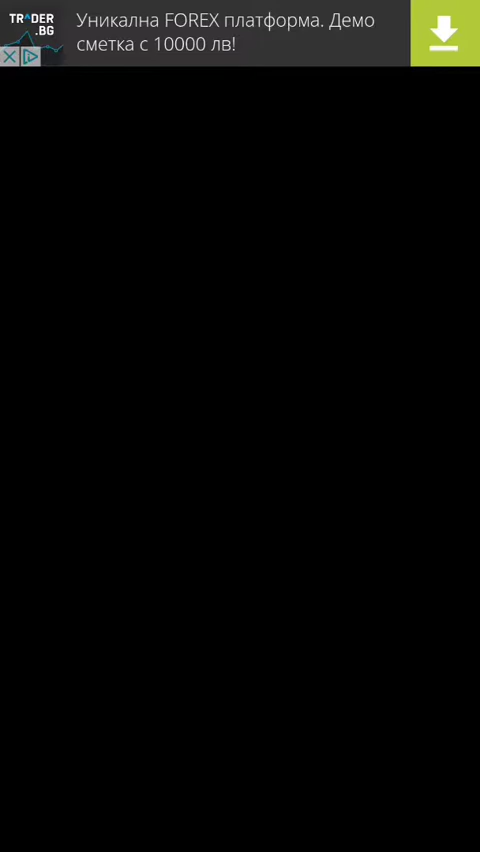 TRADER
.BG
Уникална FOREX платформа. Демо
сметка с 10000 лв!